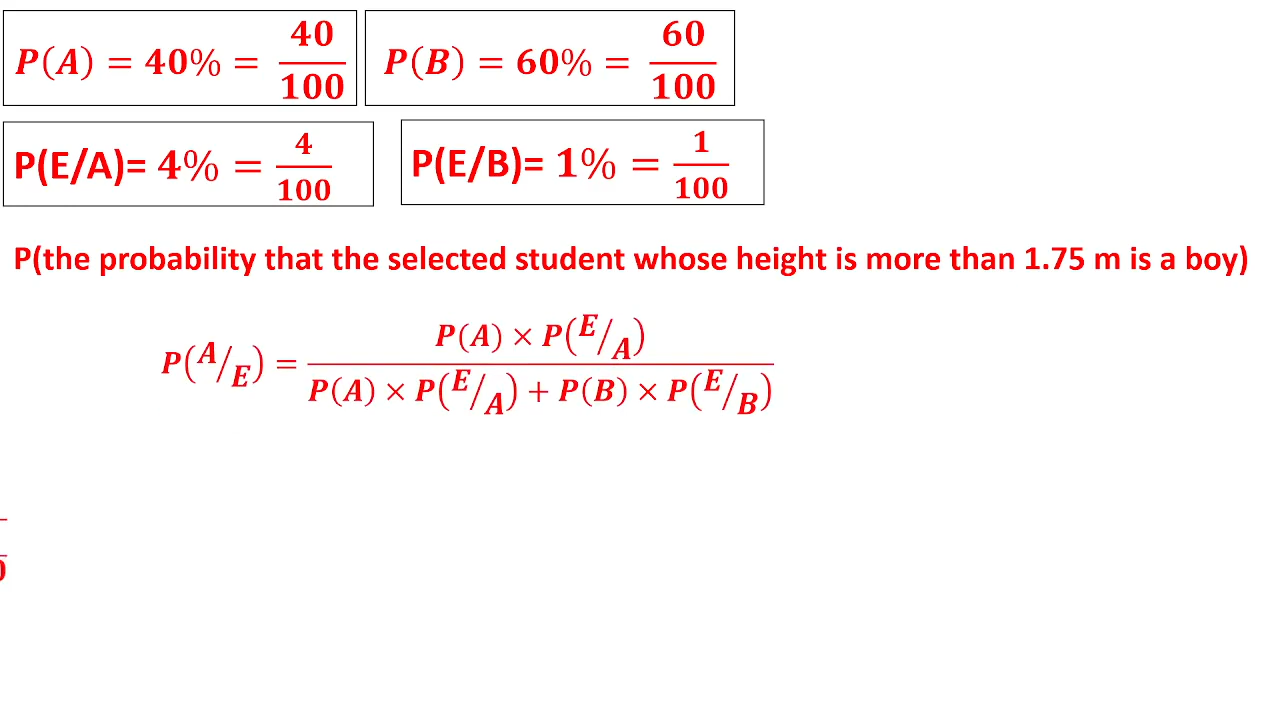 P(A) = 40% = 40/100
P(B) = 60% = 60/100
P(E/A)= 4% = 4/100
P(E/B)= 1% = 1/100
P(the probability that the selected student whose height is more than 1.75 m is a boy)
P(A/E) = P(A) × P(E/A) / P(A) × P(E/A) + P(B) × P(E/B)